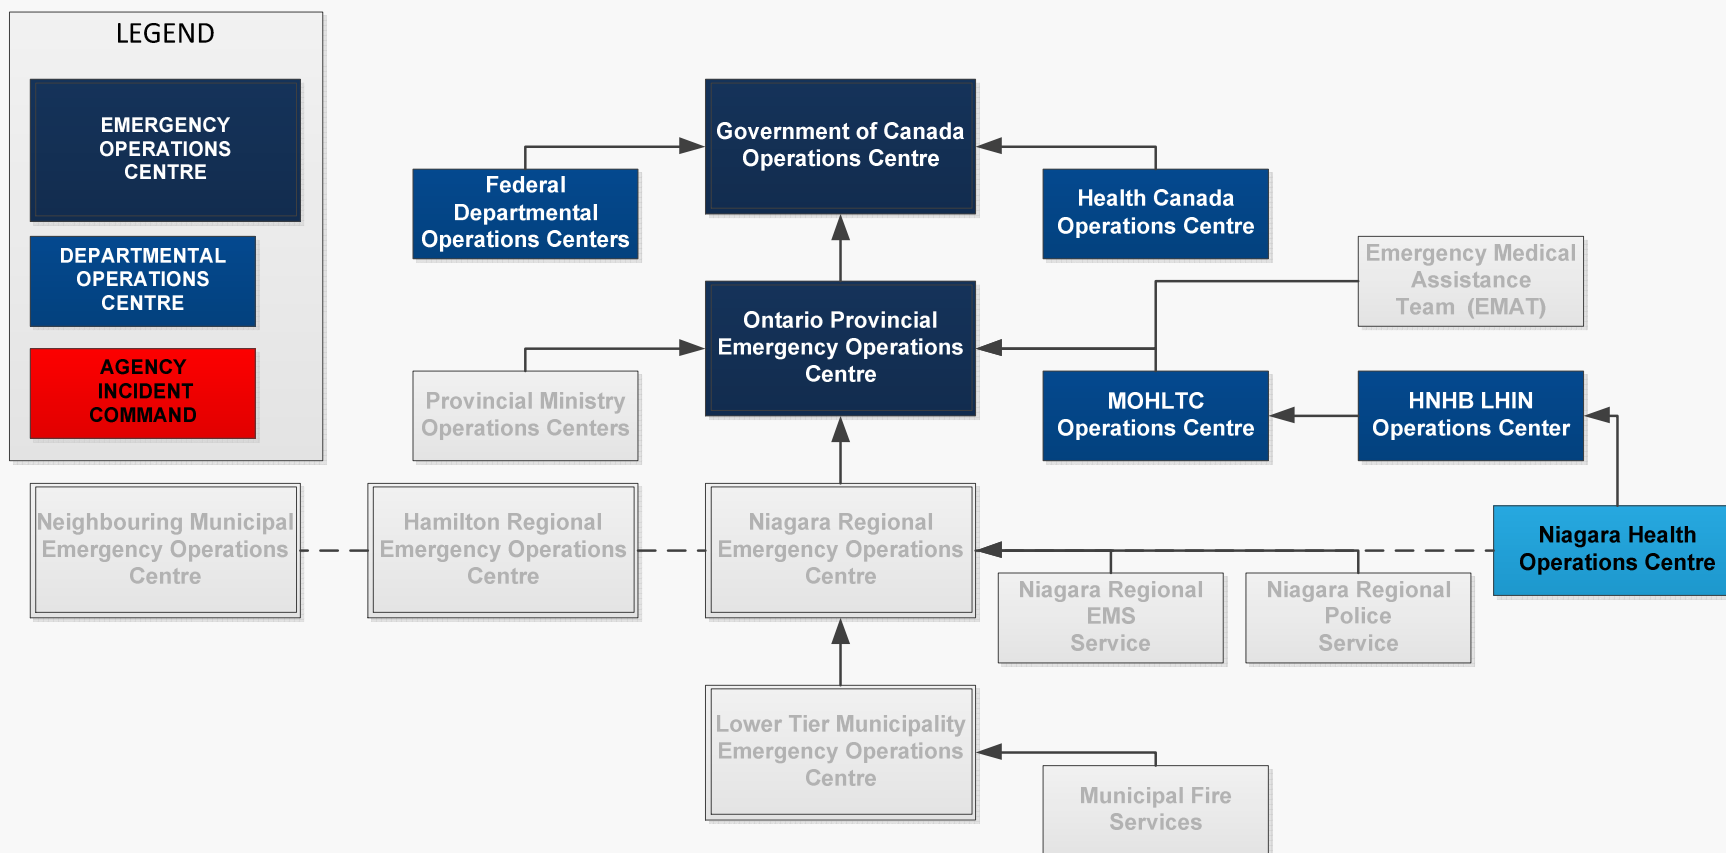 LEGEND
EMERGENCY
OPERATIONS
CENTRE
DEPARTMENTAL
OPERATIONS
CENTRE
AGENCY
INCIDENT
COMMAND
Government of Canada
Operations Centre
Federal
Departmental
Operations Centers
Health Canada
Operations Centre
Emergency Medical
Assistance
Team (EMAT)
Ontario Provincial
Emergency Operations
Centre
Provincial Ministry
Operations Centers
MOHLTC
Operations Centre
HNHB LHIN
Operations Center
Neighbouring Municipal
Emergency Operations
Centre
Hamilton Regional
Emergency Operations
Centre
Niagara Regional
Emergency Operations
Centre
Niagara Health
Operations Centre
Niagara Regional
EMS
Service
Niagara Regional
Police
Service
Lower Tier Municipality
Emergency Operations
Centre
Municipal Fire
Services